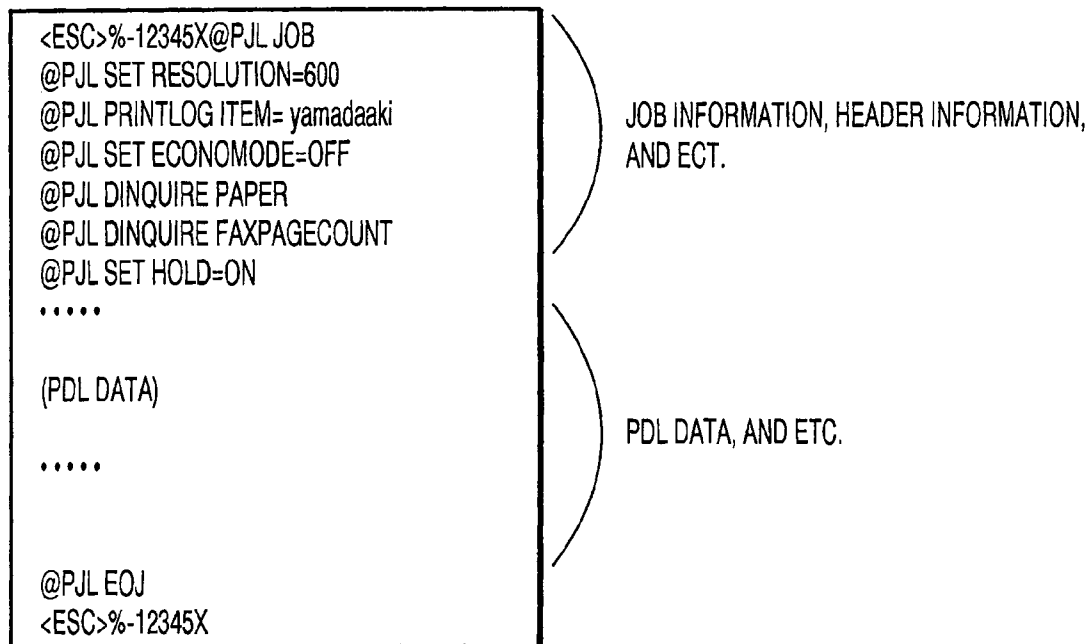 <ESC>%-12345X@PJL JOB
@PJL SET RESOLUTION=600
@PJL PRINTLOG ITEM= yamadaaki
@PJL SET ECONOMODE=OFF
@PJL DINQUIRE PAPER
@PJL DINQUIRE FAXPAGECOUNT
@PJL SET HOLD=ON
•••••
(PDL DATA)
•••••
@PJL EOJ
<ESC>%-12345X
JOB INFORMATION, HEADER INFORMATION,
AND ECT.
PDL DATA, AND ETC.